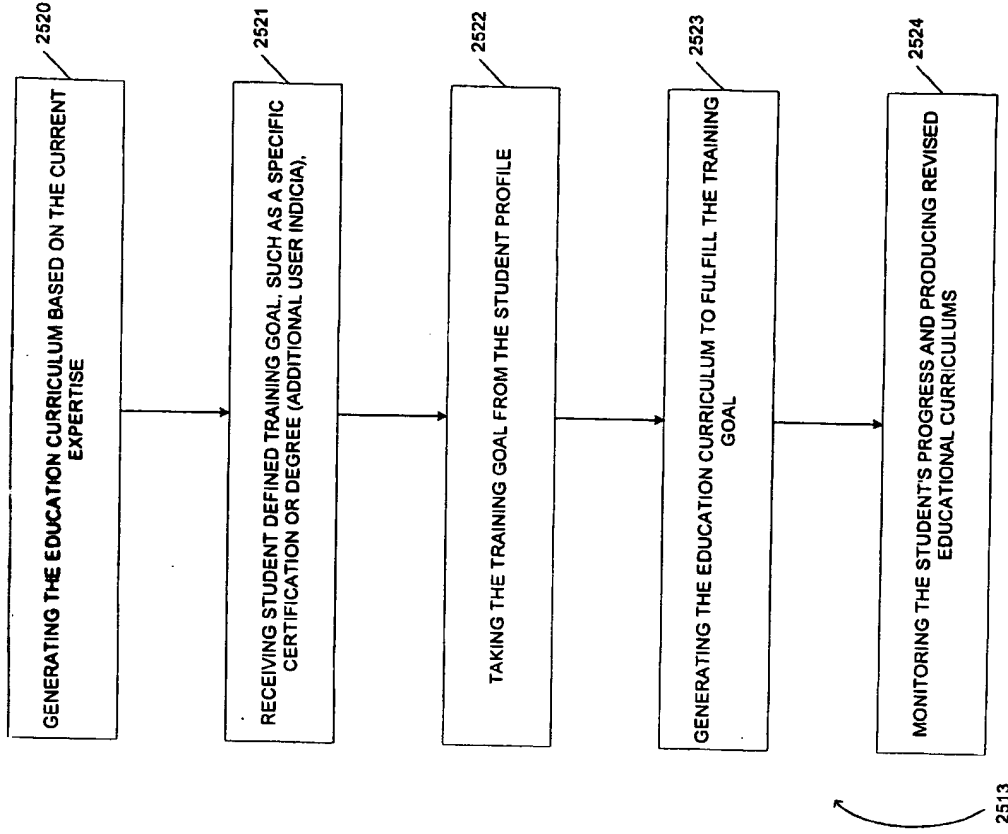 2520
GENERATING THE EDUCATION CURRICULUM BASED ON THE CURRENT
EXPERTISE
2521
RECEIVING STUDENT DEFINED TRAINING GOAL, SUCH AS A SPECIFIC
CERTIFICATION OR DEGREE (ADDITIONAL USER INDICIA),
2522
TAKING THE TRAINING GOAL FROM THE STUDENT PROFILE
2523
GENERATING THE EDUCATION CURRICULUM TO FULFILL THE TRAINING
GOAL
2524
MONITORING THE STUDENT'S PROGRESS AND PRODUCING REVISED
EDUCATIONAL CURRICULUMS
2513